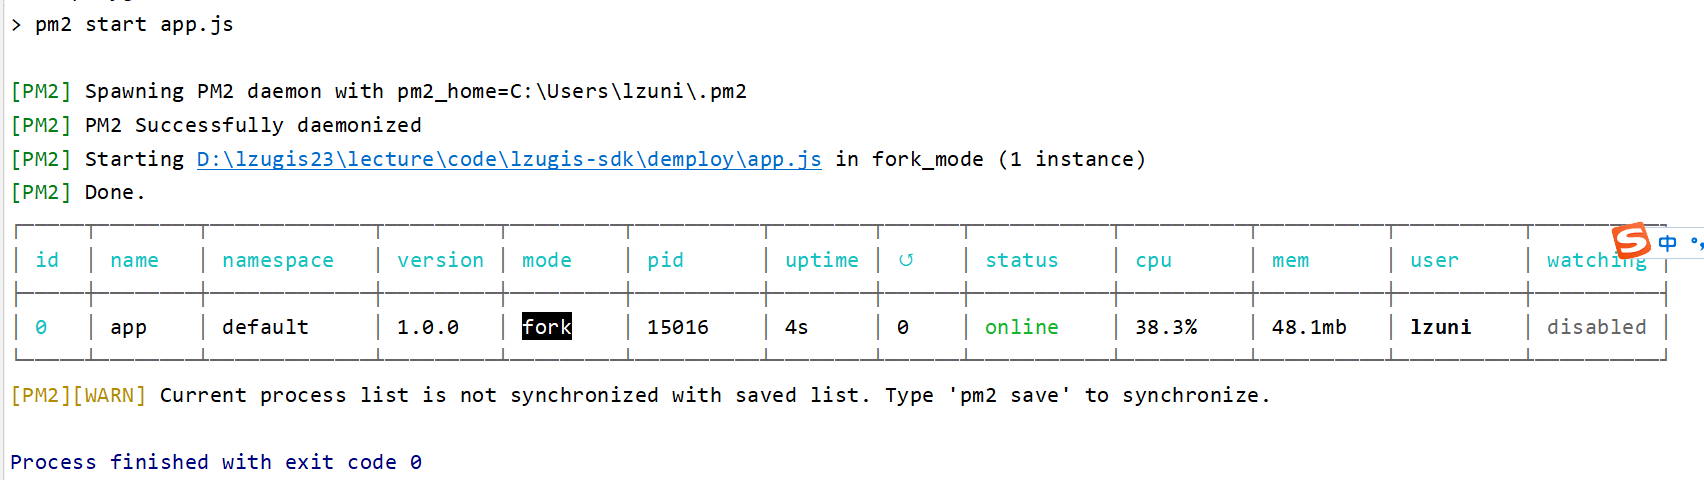 > pm2 start app.js
[PM2] Spawning PM2 daemon with pm2_home=C:\Users\lzuni\.pm2
[PM2] PM2 Successfully daemonized
[PM2] Starting D:\lzugis23\lecture\code\lzugis-sdk\demploy\app.js in fork_mode (1 instance)
[PM2] Done.
id name namespace version mode pid uptime ↺ status cpu mem user watching
0 app default 1.0.0 fork 15016 4s 0 online 38.3% 48.1mb lzuni disabled
[PM2][WARN] Current process list is not synchronized with saved list. Type 'pm2 save' to synchronize.
Process finished with exit code 0
S 中